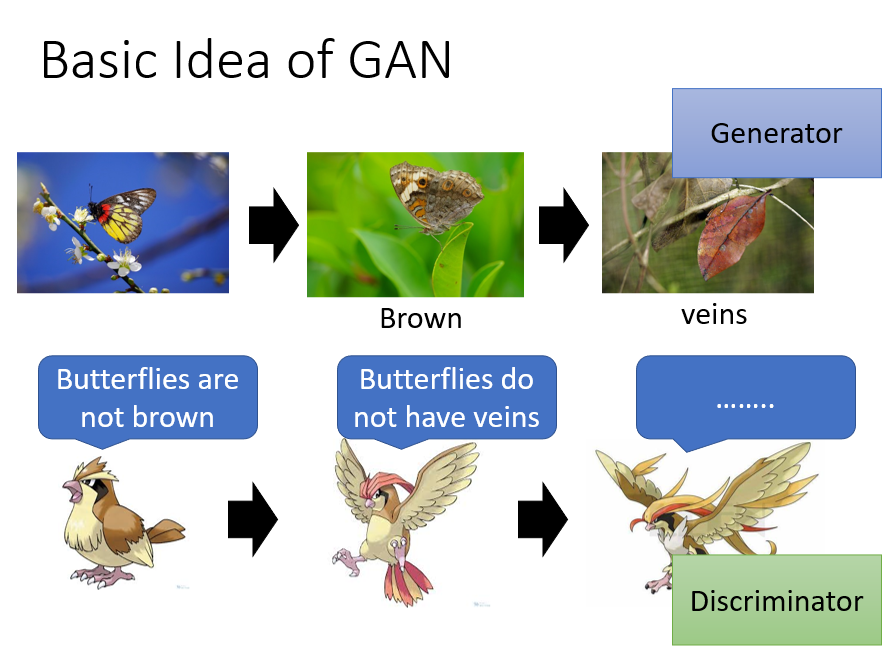 Basic Idea of GAN
Generator
Brown
veins
Butterflies are
not brown
Butterflies do
not have veins
........
Discriminator